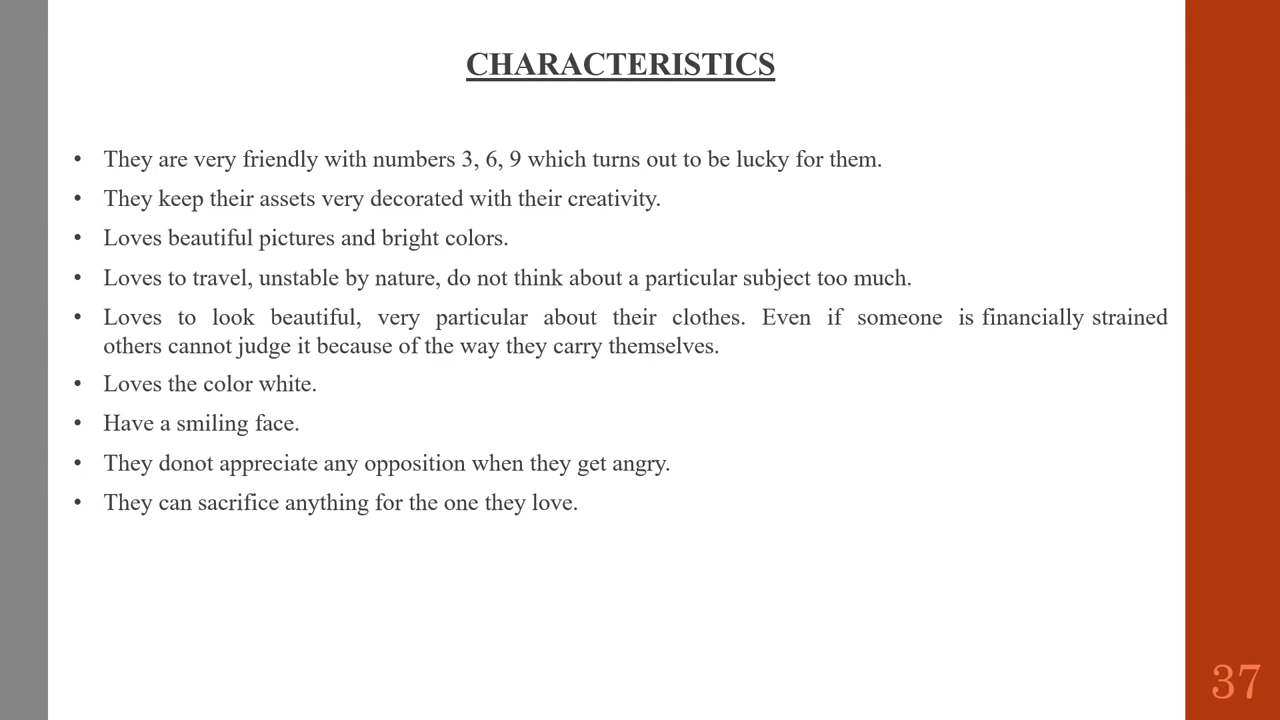 CHARACTERISTICS
• They are very friendly with numbers 3, 6, 9 which turns out to be lucky for them.
• They keep their assets very decorated with their creativity.
• Loves beautiful pictures and bright colors.
• Loves to travel, unstable by nature, do not think about a particular subject too much.
• Loves to look beautiful, very particular about their clothes. Even if someone is financially strained
others cannot judge it because of the way they carry themselves.
• Loves the color white.
• Have a smiling face.
• They donot appreciate any opposition when they get angry.
• They can sacrifice anything for the one they love.
37